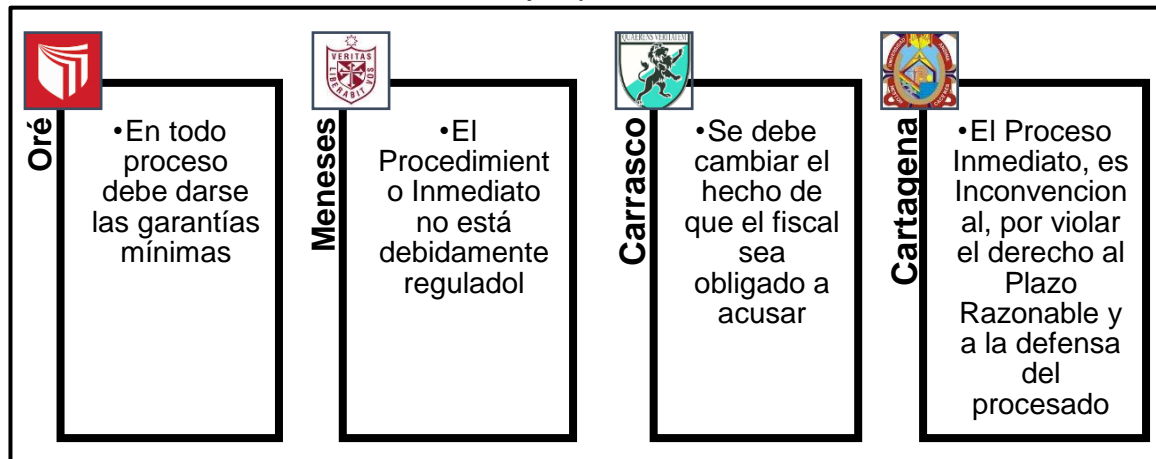 Oré
•En todo
proceso
debe darse
las garantías
mínimas
VERITAS
LIBERABIT VOS
Meneses
•El
Procedimient
o Inmediato
no está
debidamente
reguladol
QUAERENS VERITATEM
Carrasco
•Se debe
cambiar el
hecho de
que el fiscal
sea
obligado a
acusar
Cartagena
•El Proceso
Inmediato, es
Inconvencion
al, por violar
el derecho al
Plazo
Razonable y
a la defensa
del
procesado